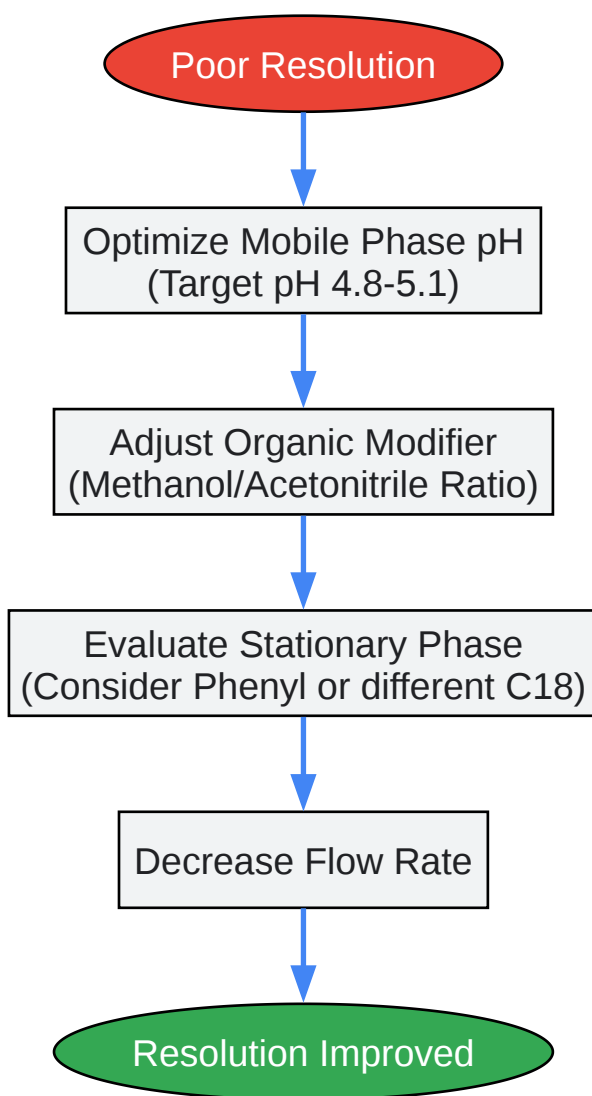 Poor Resolution
Optimize Mobile Phase pH
(Target pH 4.8-5.1)
Adjust Organic Modifier
(Methanol/Acetonitrile Ratio)
Evaluate Stationary Phase
(Consider Phenyl or different C18)
Decrease Flow Rate
Resolution Improved